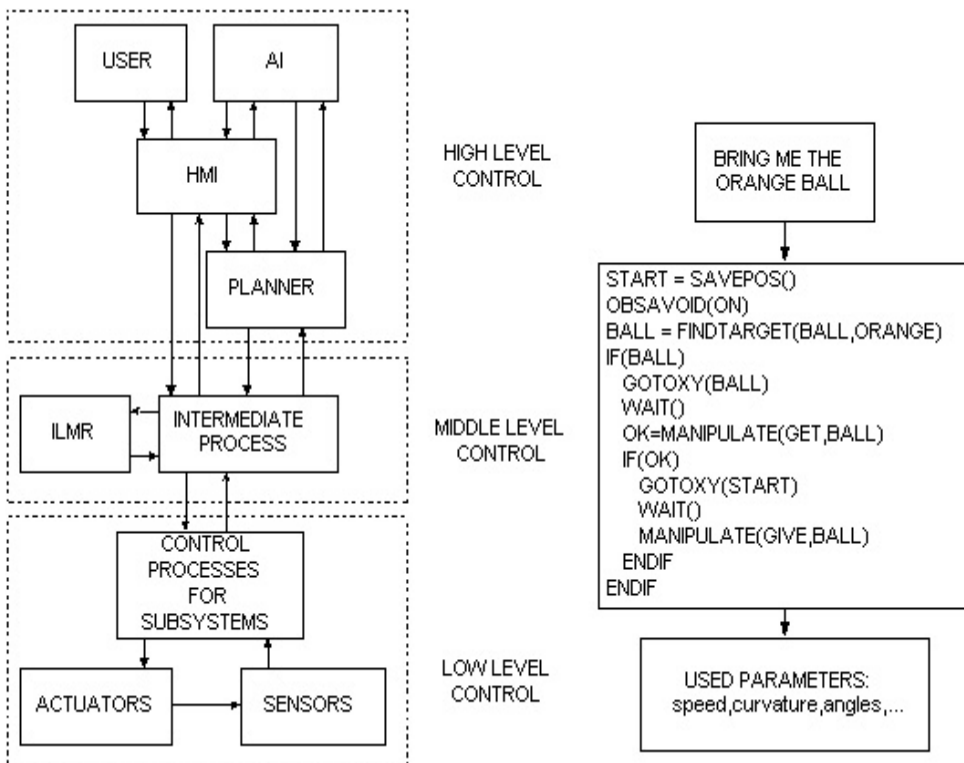 USER
AI
HMI
PLANNER
HIGH LEVEL
CONTROL
ILMR
INTERMEDIATE
PROCESS
MIDDLE LEVEL
CONTROL
CONTROL
PROCESSES
FOR
SUBSYSTEMS
ACTUATORS
SENSORS
LOW LEVEL
CONTROL
BRING ME THE
ORANGE BALL
START = SAVEPOS()
OBSAVOID(ON)
BALL = FINDTARGET(BALL,ORANGE)
IF(BALL)
GOTOXY(BALL)
WAIT()
OK=MANIPULATE(GET,BALL)
IF(OK)
GOTOXY(START)
WAIT()
MANIPULATE(GIVE,BALL)
ENDIF
ENDIF
USED PARAMETERS:
speed,curvature,angles,...